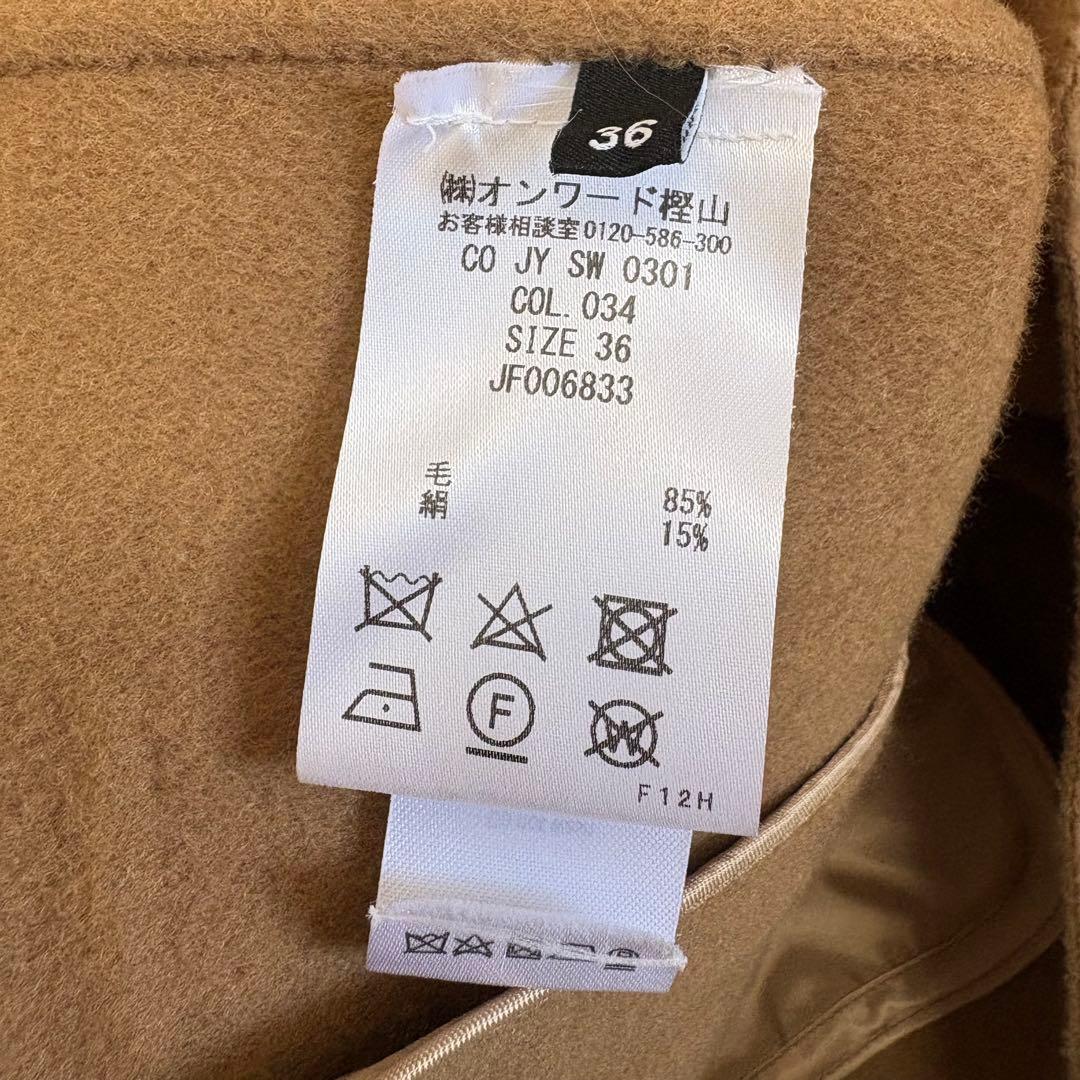 36
㈱オンワード樫山
お客様相談室0120-586-300
CO JY SW 0301
COL. 034
SIZE 36
JF006833
毛 85%
絹 15%
F
W
F12H